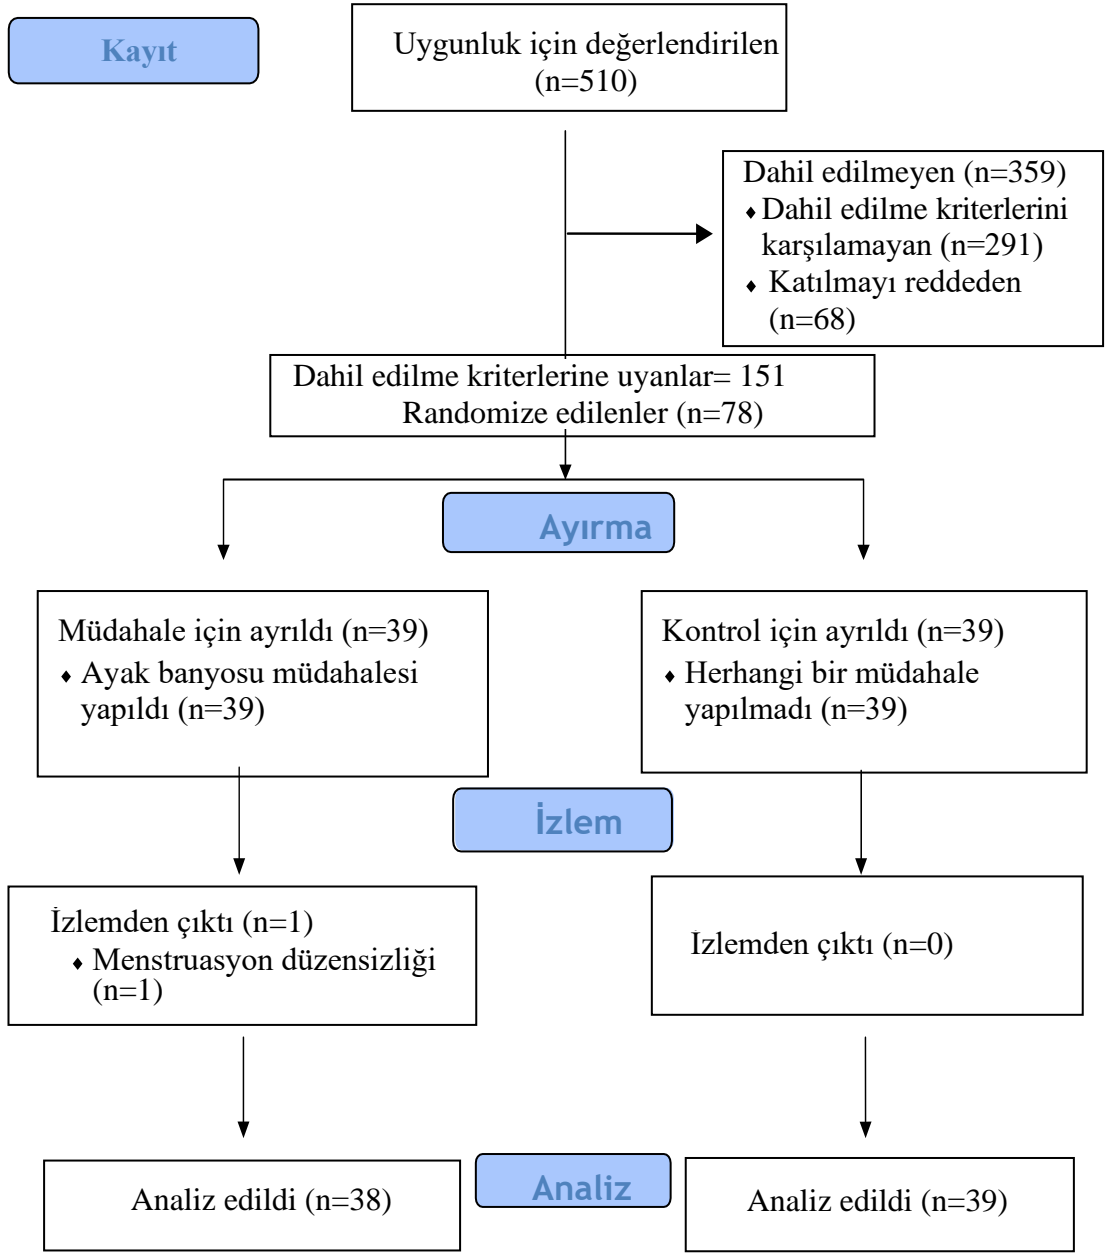 Kayıt
Uygunluk için değerlendirilen
(n=510)
Dahil edilmeyen (n=359)
♦ Dahil edilme kriterlerini
karşılamayan (n=291)
♦ Katılmayı reddeden
(n=68)
Dahil edilme kriterlerine uyanlar= 151
Randomize edilenler (n=78)
Ayırma
Müdahale için ayrıldı (n=39)
♦ Ayak banyosu müdahalesi
yapıldı (n=39)
Kontrol için ayrıldı (n=39)
♦ Herhangi bir müdahale
yapılmadı (n=39)
İzlem
İzlemden çıktı (n=1)
♦ Menstruasyon düzensizliği
(n=1)
İzlemden çıktı (n=0)
Analiz
Analiz edildi (n=38)
Analiz edildi (n=39)